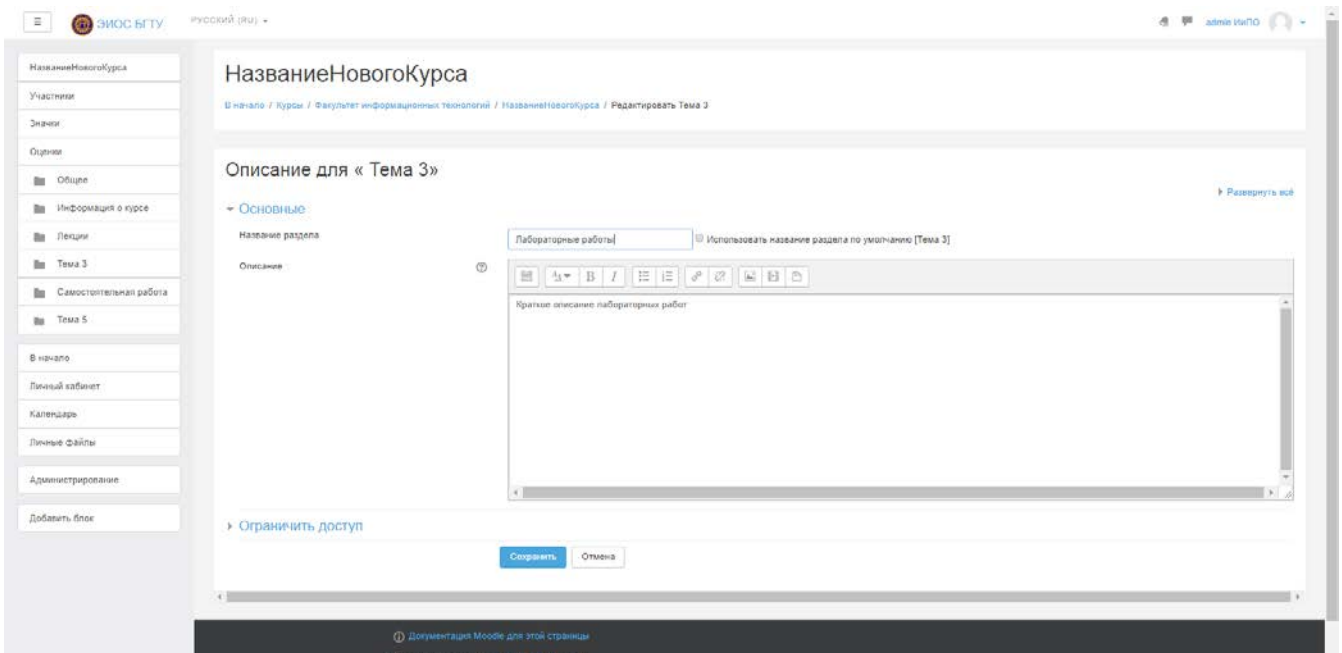 ЭИОС БГТУ
РУССКИЙ (RU)
admin ИиПО
НазваниеНовогоКурса
Участники
Значки
Оценки
Общее
Информация о курсе
Лекции
Тема 3
Самостоятельная работа
Тема 5
В начало
Личный кабинет
Календарь
Личные файлы
Администрирование
Добавить блок
НазваниеНовогоКурса
В начало / Курсы / Факультет информационных технологий / НазваниеНовогоКурса / Редактировать Тема 3
Описание для « Тема 3»
Развернуть всё
Основные
Название раздела
Лабораторные работы
Использовать название раздела по умолчанию [Тема 3]
Описание
Краткое описание лабораторных работ
Ограничить доступ
Сохранить
Отмена
Документация Moodle для этой страницы